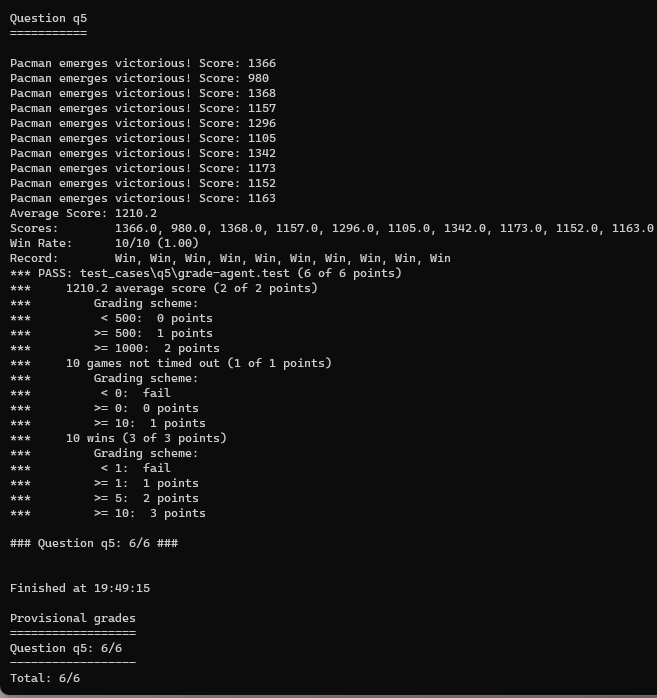 Question q5
===========
Pacman emerges victorious! Score: 1366
Pacman emerges victorious! Score: 980
Pacman emerges victorious! Score: 1368
Pacman emerges victorious! Score: 1157
Pacman emerges victorious! Score: 1296
Pacman emerges victorious! Score: 1105
Pacman emerges victorious! Score: 1342
Pacman emerges victorious! Score: 1173
Pacman emerges victorious! Score: 1152
Pacman emerges victorious! Score: 1163
Average Score: 1210.2
Scores:        1366.0, 980.0, 1368.0, 1157.0, 1296.0, 1105.0, 1342.0, 1173.0, 1152.0, 1163.0
Win Rate:      10/10 (1.00)
Record:        Win, Win, Win, Win, Win, Win, Win, Win, Win, Win
*** PASS: test_cases\q5\grade-agent.test (6 of 6 points)
***     1210.2 average score (2 of 2 points)
***         Grading scheme:
***          < 500:  0 points
***         >= 500:  1 points
***         >= 1000:  2 points
***     10 games not timed out (1 of 1 points)
***         Grading scheme:
***          < 0:  fail
***         >= 0:  0 points
***         >= 10:  1 points
***     10 wins (3 of 3 points)
***         Grading scheme:
***          < 1:  fail
***         >= 1:  1 points
***         >= 5:  2 points
***         >= 10:  3 points
### Question q5: 6/6 ###
Finished at 19:49:15
Provisional grades
==================
Question q5: 6/6
------------------
Total: 6/6